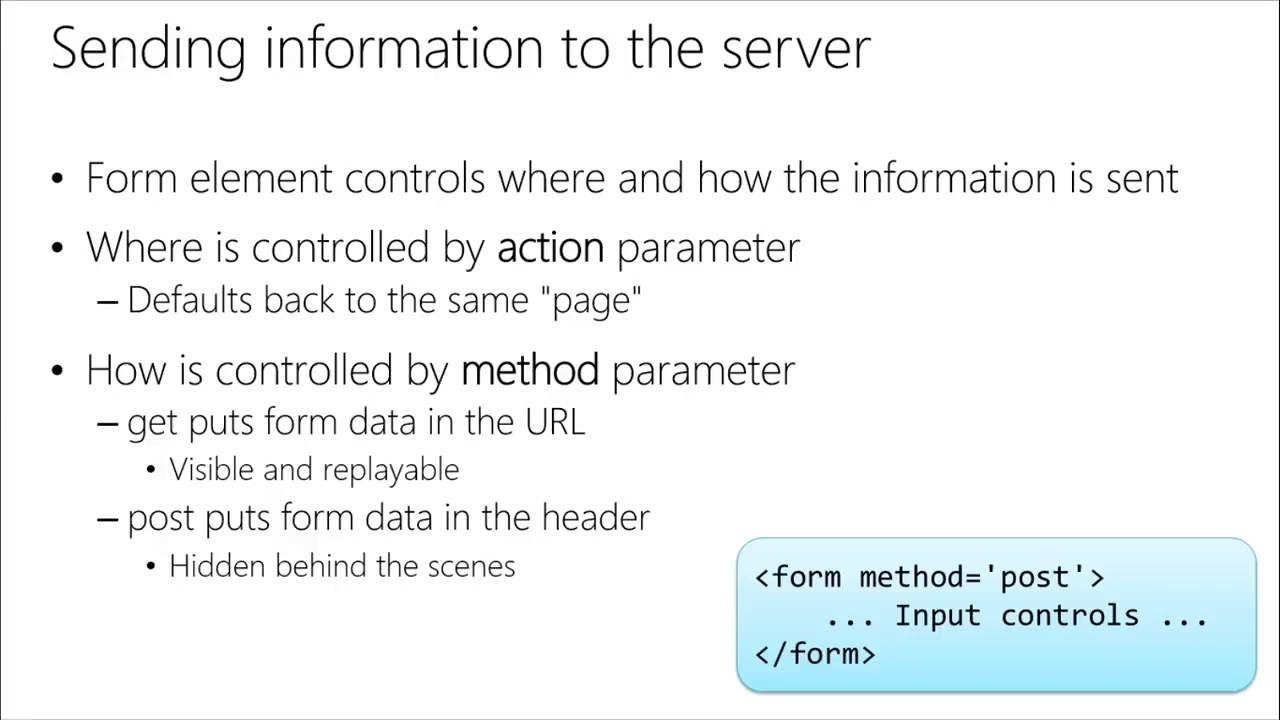 Sending information to the server
• Form element controls where and how the information is sent
• Where is controlled by action parameter
– Defaults back to the same "page"
• How is controlled by method parameter
– get puts form data in the URL
• Visible and replayable
– post puts form data in the header
• Hidden behind the scenes
<form method='post'>
... Input controls ...
</form>